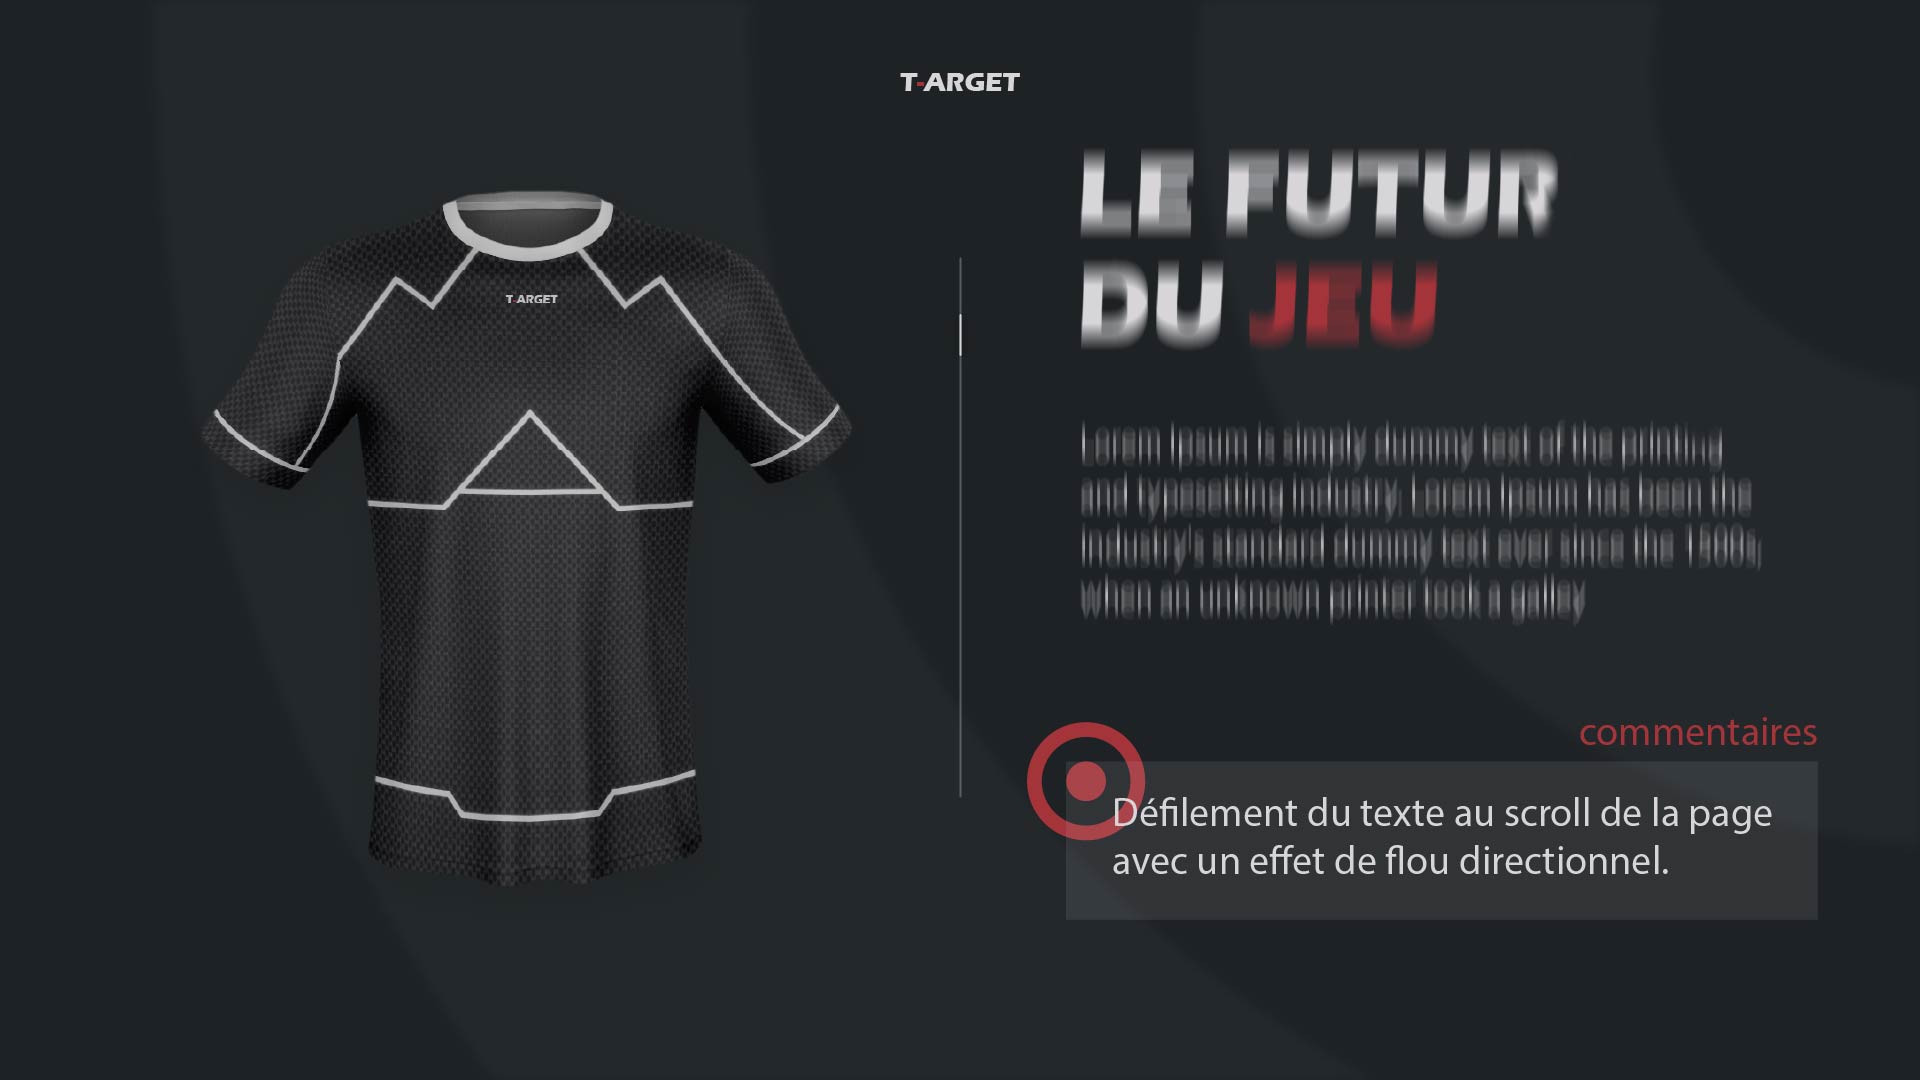 T-ARGET
T-ARGET
LE FUTUR
DU JEU
Lorem Ipsum is simply dummy text of the printing
and typesetting industry. Lorem Ipsum has been the
industry's standard dummy text ever since the 1500s,
when an unknown printer took a galley
commentaires
Défilement du texte au scroll de la page
avec un effet de flou directionnel.